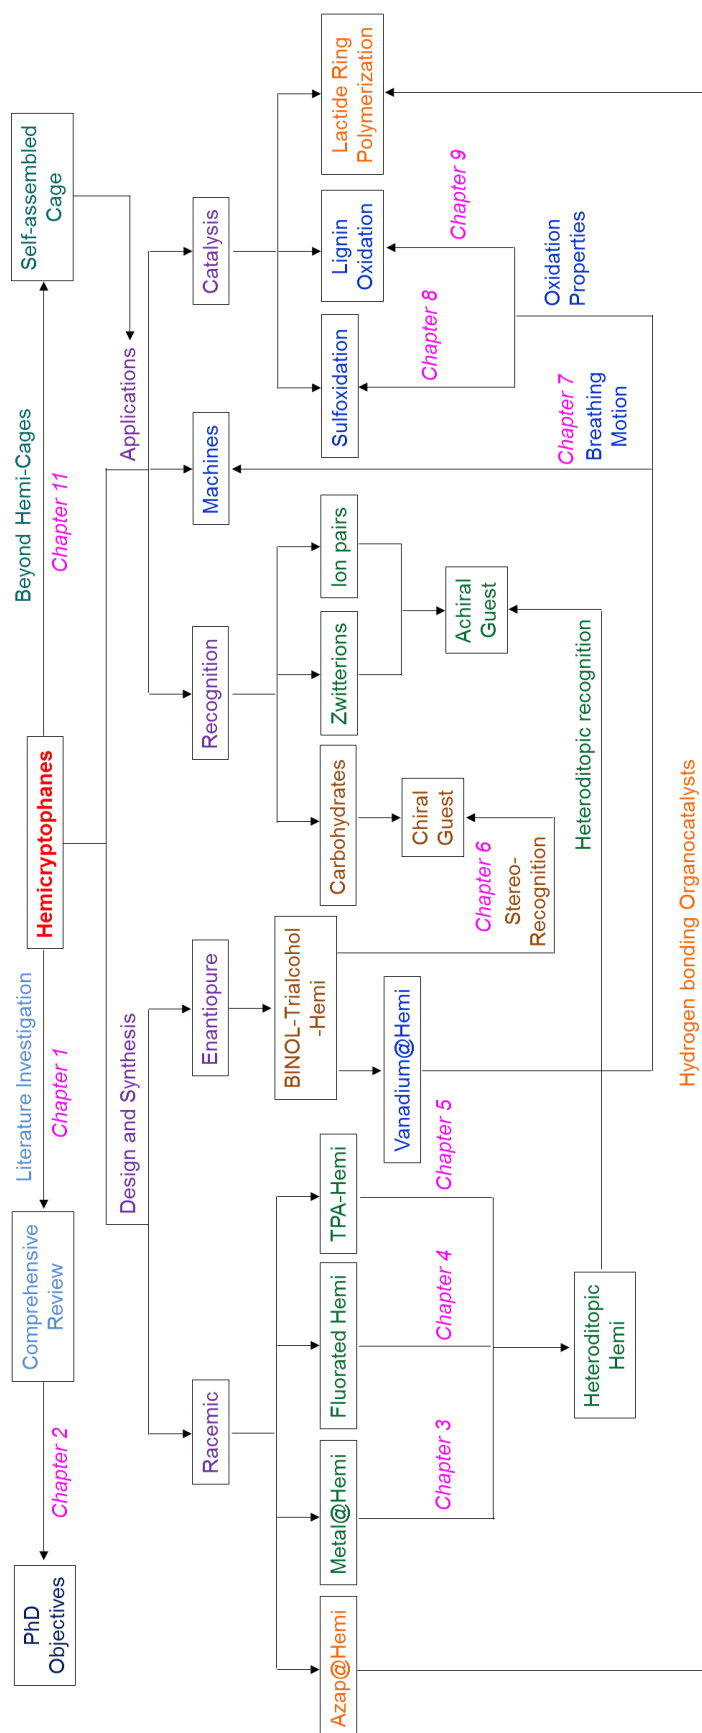 Hemicryptophanes
Literature Investigation
Chapter 1
Comprehensive
Review
Chapter 2
PhD
Objectives
Beyond Hemi-Cages
Chapter 11
Self-assembled
Cage
Design and Synthesis
Applications
Racemic
Enantiopure
Recognition
Machines
Catalysis
Azap@Hemi
Metal@Hemi
Fluorated Hemi
TPA-Hemi
BINOL-Trialcohol
-Hemi
Carbohydrates
Zwitterions
Ion pairs
Sulfoxidation
Lignin
Oxidation
Lactide Ring
Polymerization
Vanadium@Hemi
Chiral
Guest
Achiral
Guest
Chapter 3
Chapter 4
Chapter 5
Chapter 6
Stereo-
Recognition
Chapter 8
Chapter 9
Chapter 7
Breathing
Motion
Oxidation
Properties
Heteroditopic
Hemi
Heteroditopic recognition
Hydrogen bonding Organocatalysts